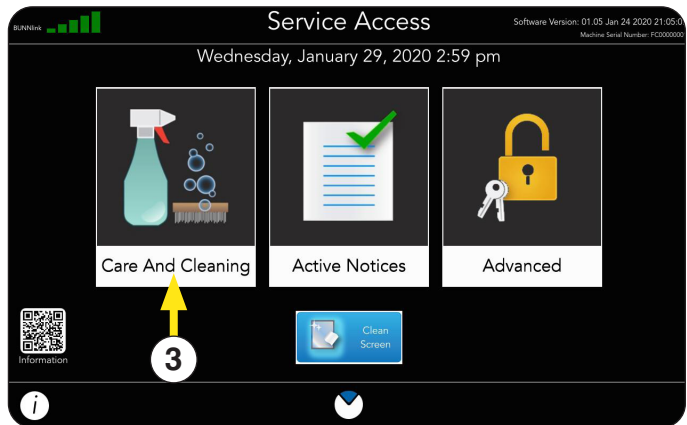 BUNNlink
Service Access
Software Version: 01.05 Jan 24 2020 21:05:0
Machine Serial Number: FC0000000
Wednesday, January 29, 2020 2:59 pm
Care And Cleaning
Active Notices
Advanced
Clean
Screen
Information
3
i